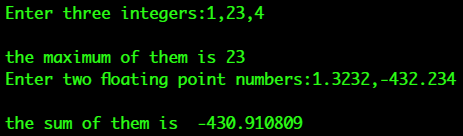 Enter three integers:1,23,4
the maximum of them is 23
Enter two floating point numbers:1.3232,-432.234
the sum of them is  -430.910809